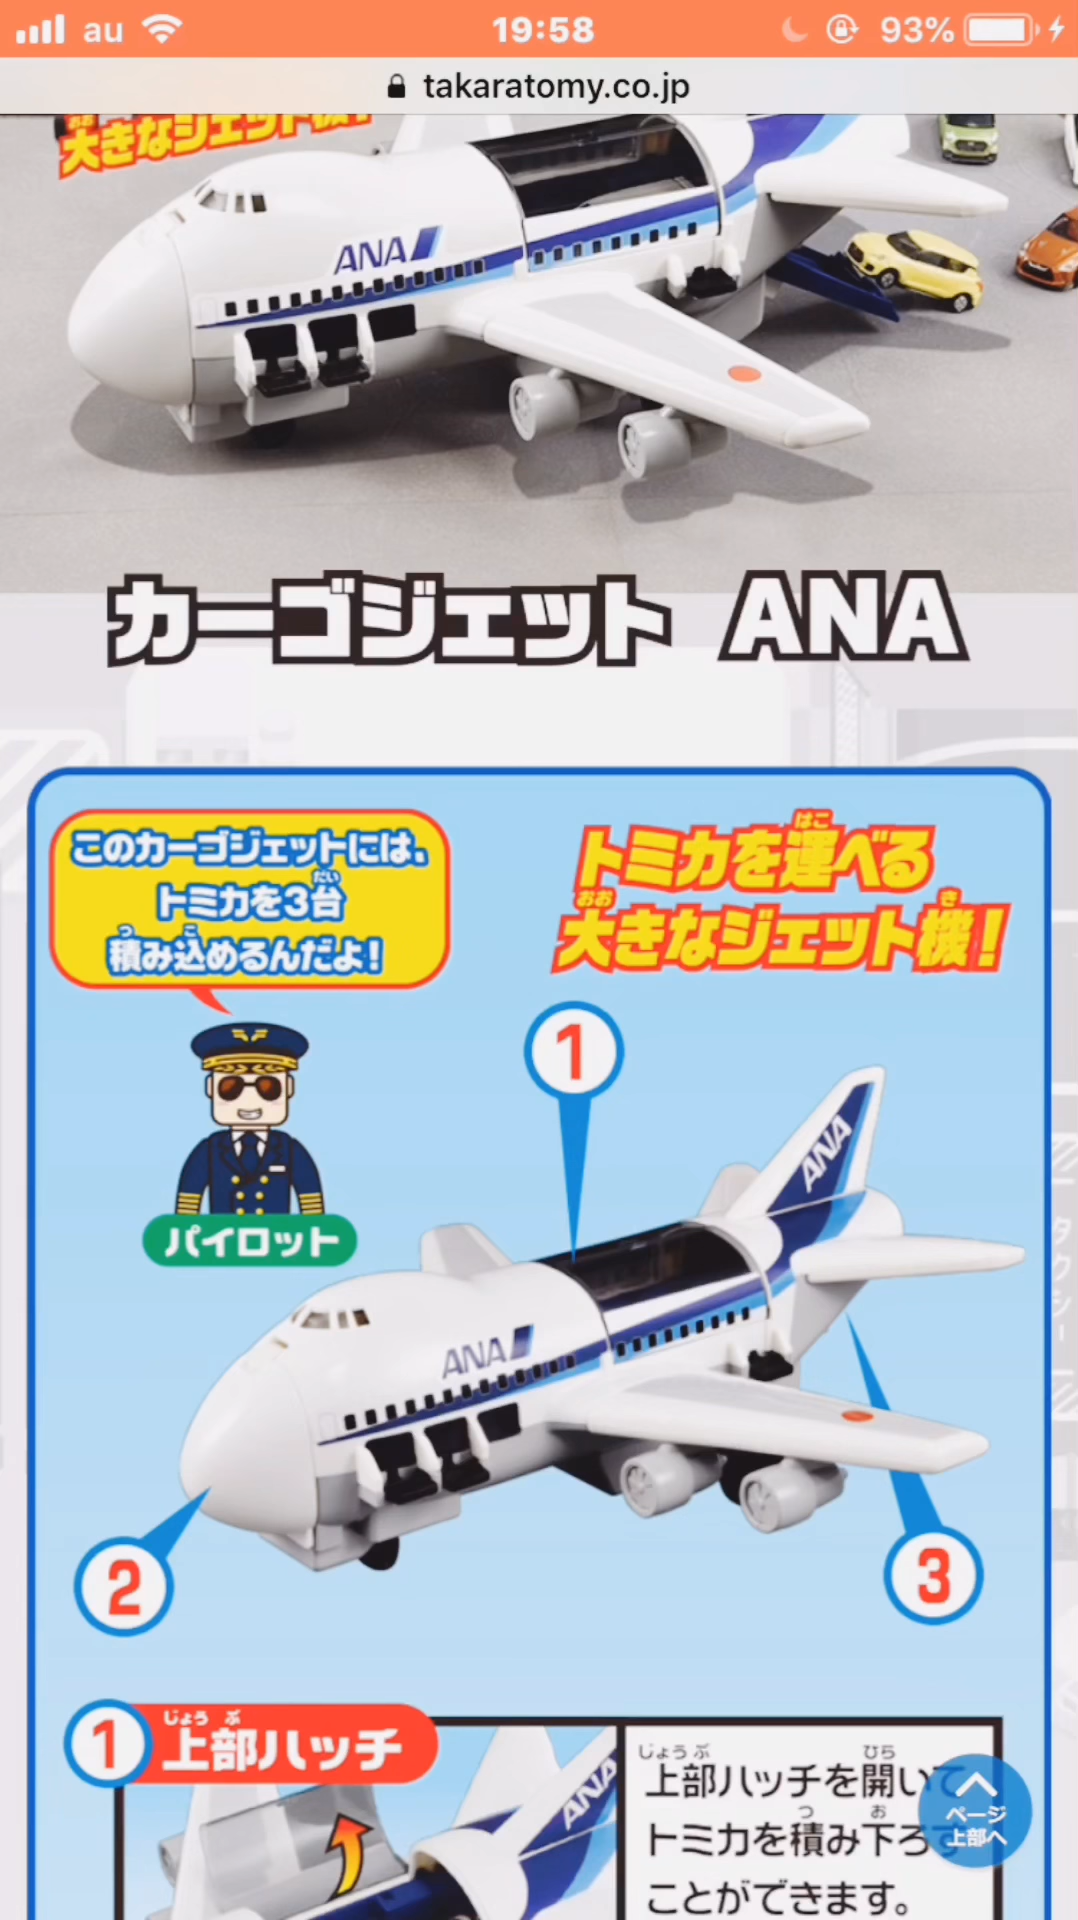 au 19:58 93%
takaratomy.co.jp
大きなジェット機!
ANA
カーゴジェット ANA
このカーゴジェットには、
トミカを3台
積み込めるんだよ!
トミカを運べる
大きなジェット機!
1
ANA
パイロット
ANA
2
3
1 上部ハッチ
ANA
上部ハッチを開いて
トミカを積み下ろす
ことができます。
ページ
上部へ
タクシー